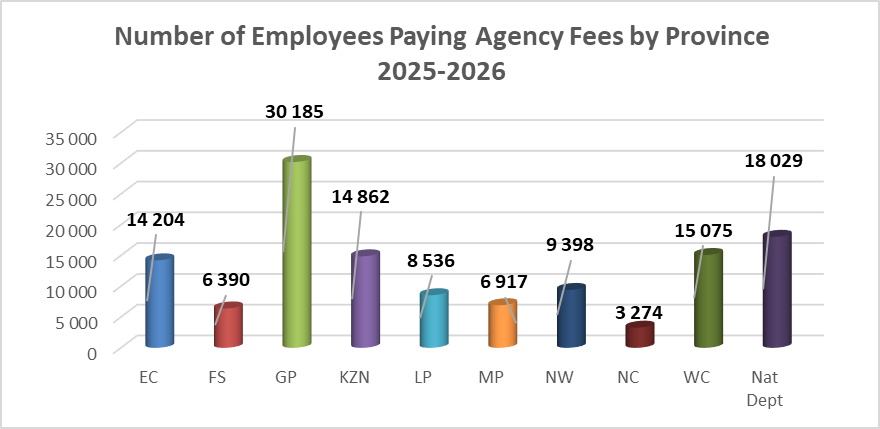 Number of Employees Paying Agency Fees by Province
2025-2026
35 000
30 000
25 000
20 000
15 000
10 000
5 000
0
14 204
6 390
30 185
14 862
8 536
6 917
9 398
3 274
15 075
18 029
EC
FS
GP
KZN
LP
MP
NW
NC
WC
Nat
Dept